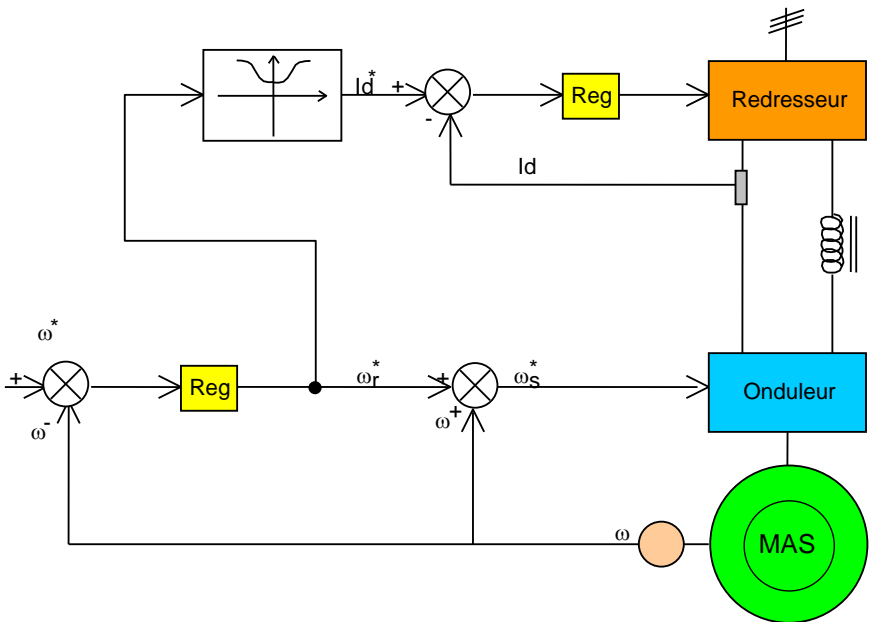 Id* +
-
Reg
Redresseur
Id
ω*
+
ω-
Reg
ωr*
+
ω+
ωs*
Onduleur
ω
MAS